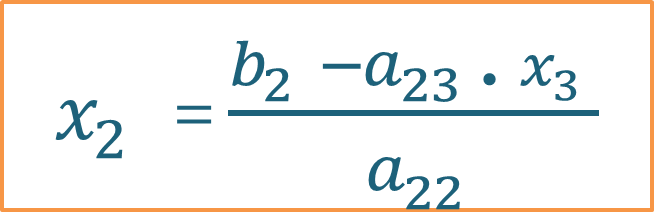 x₂ = (b₂ − a₂₃ · x₃) / a₂₂